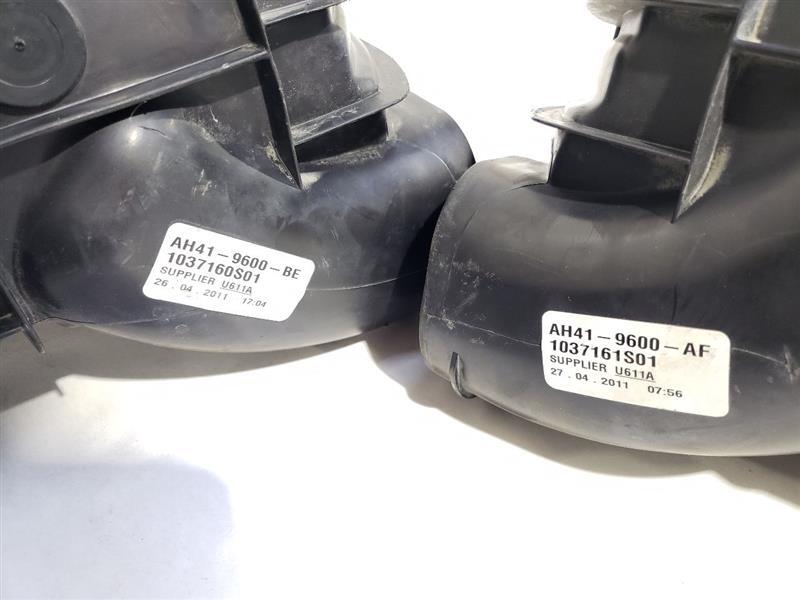 AH41-9600-BE
1037160S01
SUPPLIER U611A
26.04.2011 17:04
AH41-9600-AF
1037161S01
SUPPLIER U611A
27.04.2011 07:56